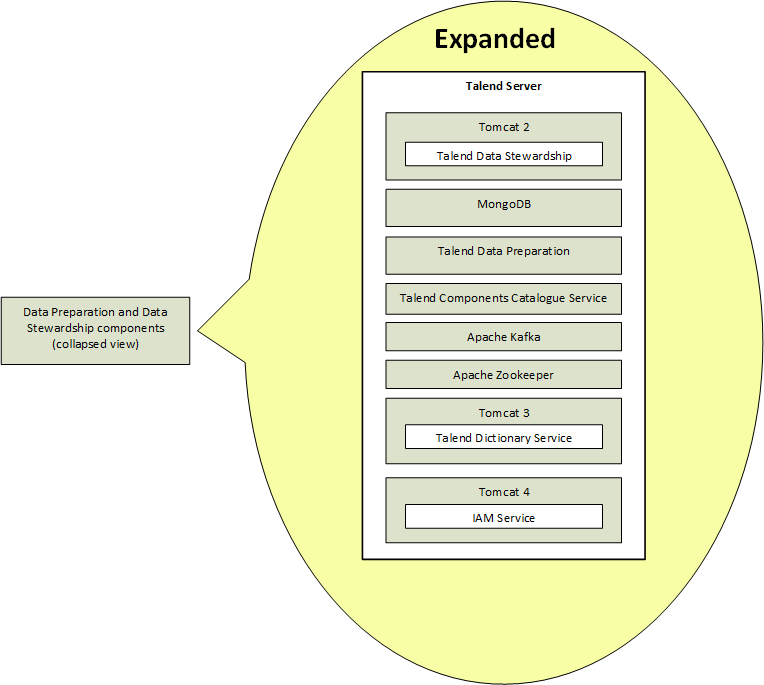 Expanded
Talend Server
Tomcat 2
Talend Data Stewardship
MongoDB
Talend Data Preparation
Talend Components Catalogue Service
Apache Kafka
Apache Zookeeper
Tomcat 3
Talend Dictionary Service
Tomcat 4
IAM Service
Data Preparation and Data
Stewardship components
(collapsed view)